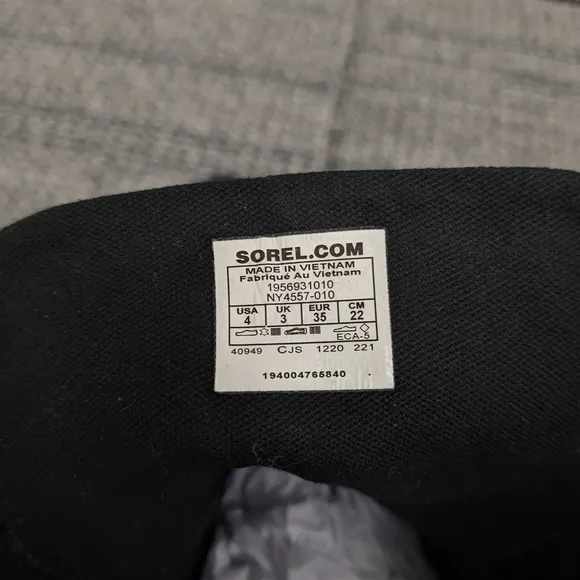 SOREL.COM
MADE IN VIETNAM
Fabriqué Au Vietnam
1956931010
NY4557-010
USA UK EUR CM
4 3 35 22
ECA-5
40949 CJS 1220 221
194004765840